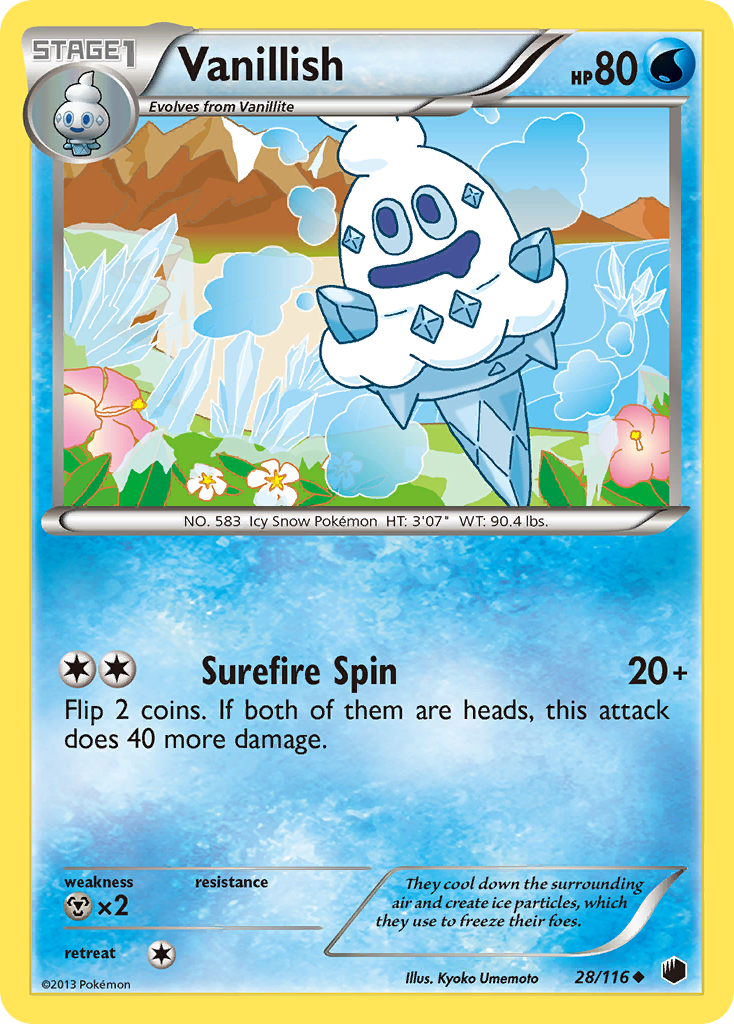 STAGE1
Vanillish
HP80
Evolves from Vanillite
NO. 583 Icy Snow Pokémon HT: 3'07" WT: 90.4 lbs.
Surefire Spin 20+
Flip 2 coins. If both of them are heads, this attack
does 40 more damage.
weakness resistance
×2
retreat
They cool down the surrounding
air and create ice particles, which
they use to freeze their foes.
©2013 Pokémon
Illus. Kyoko Umemoto
28/116